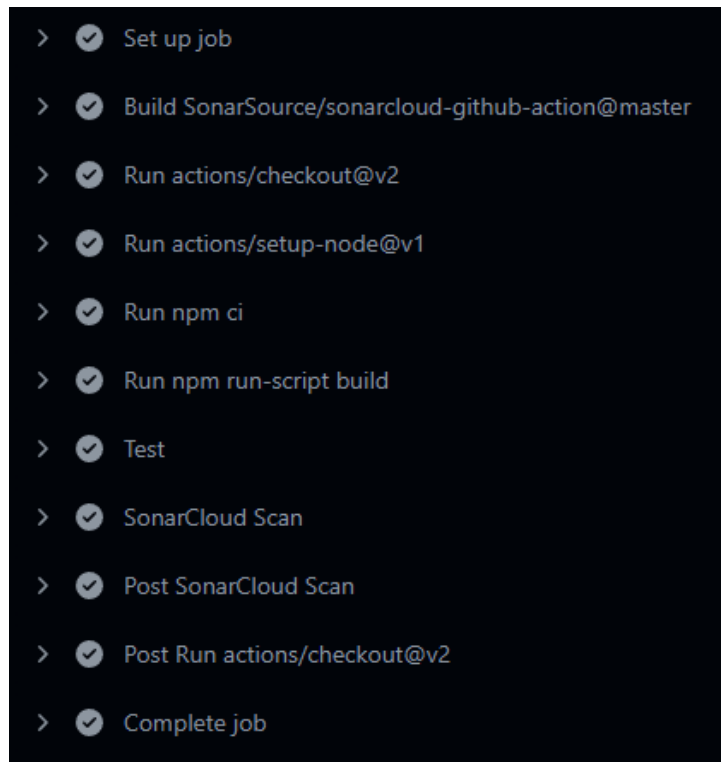 Set up job
Build SonarSource/sonarcloud-github-action@master
Run actions/checkout@v2
Run actions/setup-node@v1
Run npm ci
Run npm run-script build
Test
SonarCloud Scan
Post SonarCloud Scan
Post Run actions/checkout@v2
Complete job